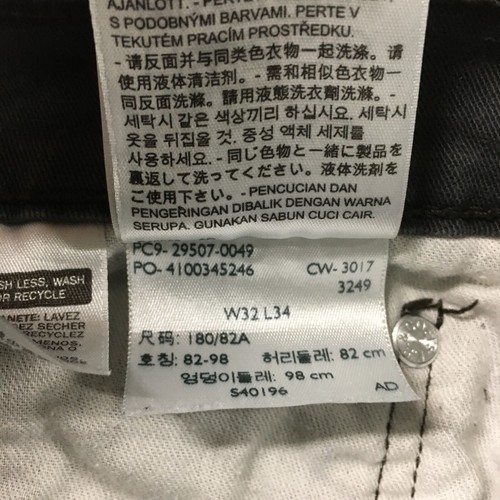 AJÁNLOTT. - PERTE
S PODOBNÝMI BARVAMI. PERTE V
TEKUTÉM PRACÍM PROSTŘEDKU.
- 请反面并与同类色衣物一起洗涤。请
使用液体清洁剂。- 需和相似色衣物一
同反面洗滌。請用液態洗衣劑洗滌。-
세탁시 같은 색상끼리 하십시요. 세탁시
옷을 뒤집을 것. 중성 액체 세제를
사용하세요. - 同じ色物と一緒に製品を
裏返して洗ってください。液体洗剤をご
使用下さい。- PENCUCIAN DAN
PENGERINGAN DIBALIK DENGAN WARNA
SERUPA. GUNAKAN SABUN CUCI CAIR.
PC9- 29507-0049
PO- 4100345246 CW- 3017
3249
W32 L34
尺码: 180/82A
호칭: 82-98 허리둘레: 82 cm
엉덩이둘레: 98 cm
S40196 AD
SH LESS, WASH
OR RECYCLE
NETE: LAVEZ
SECHER
MENOS,